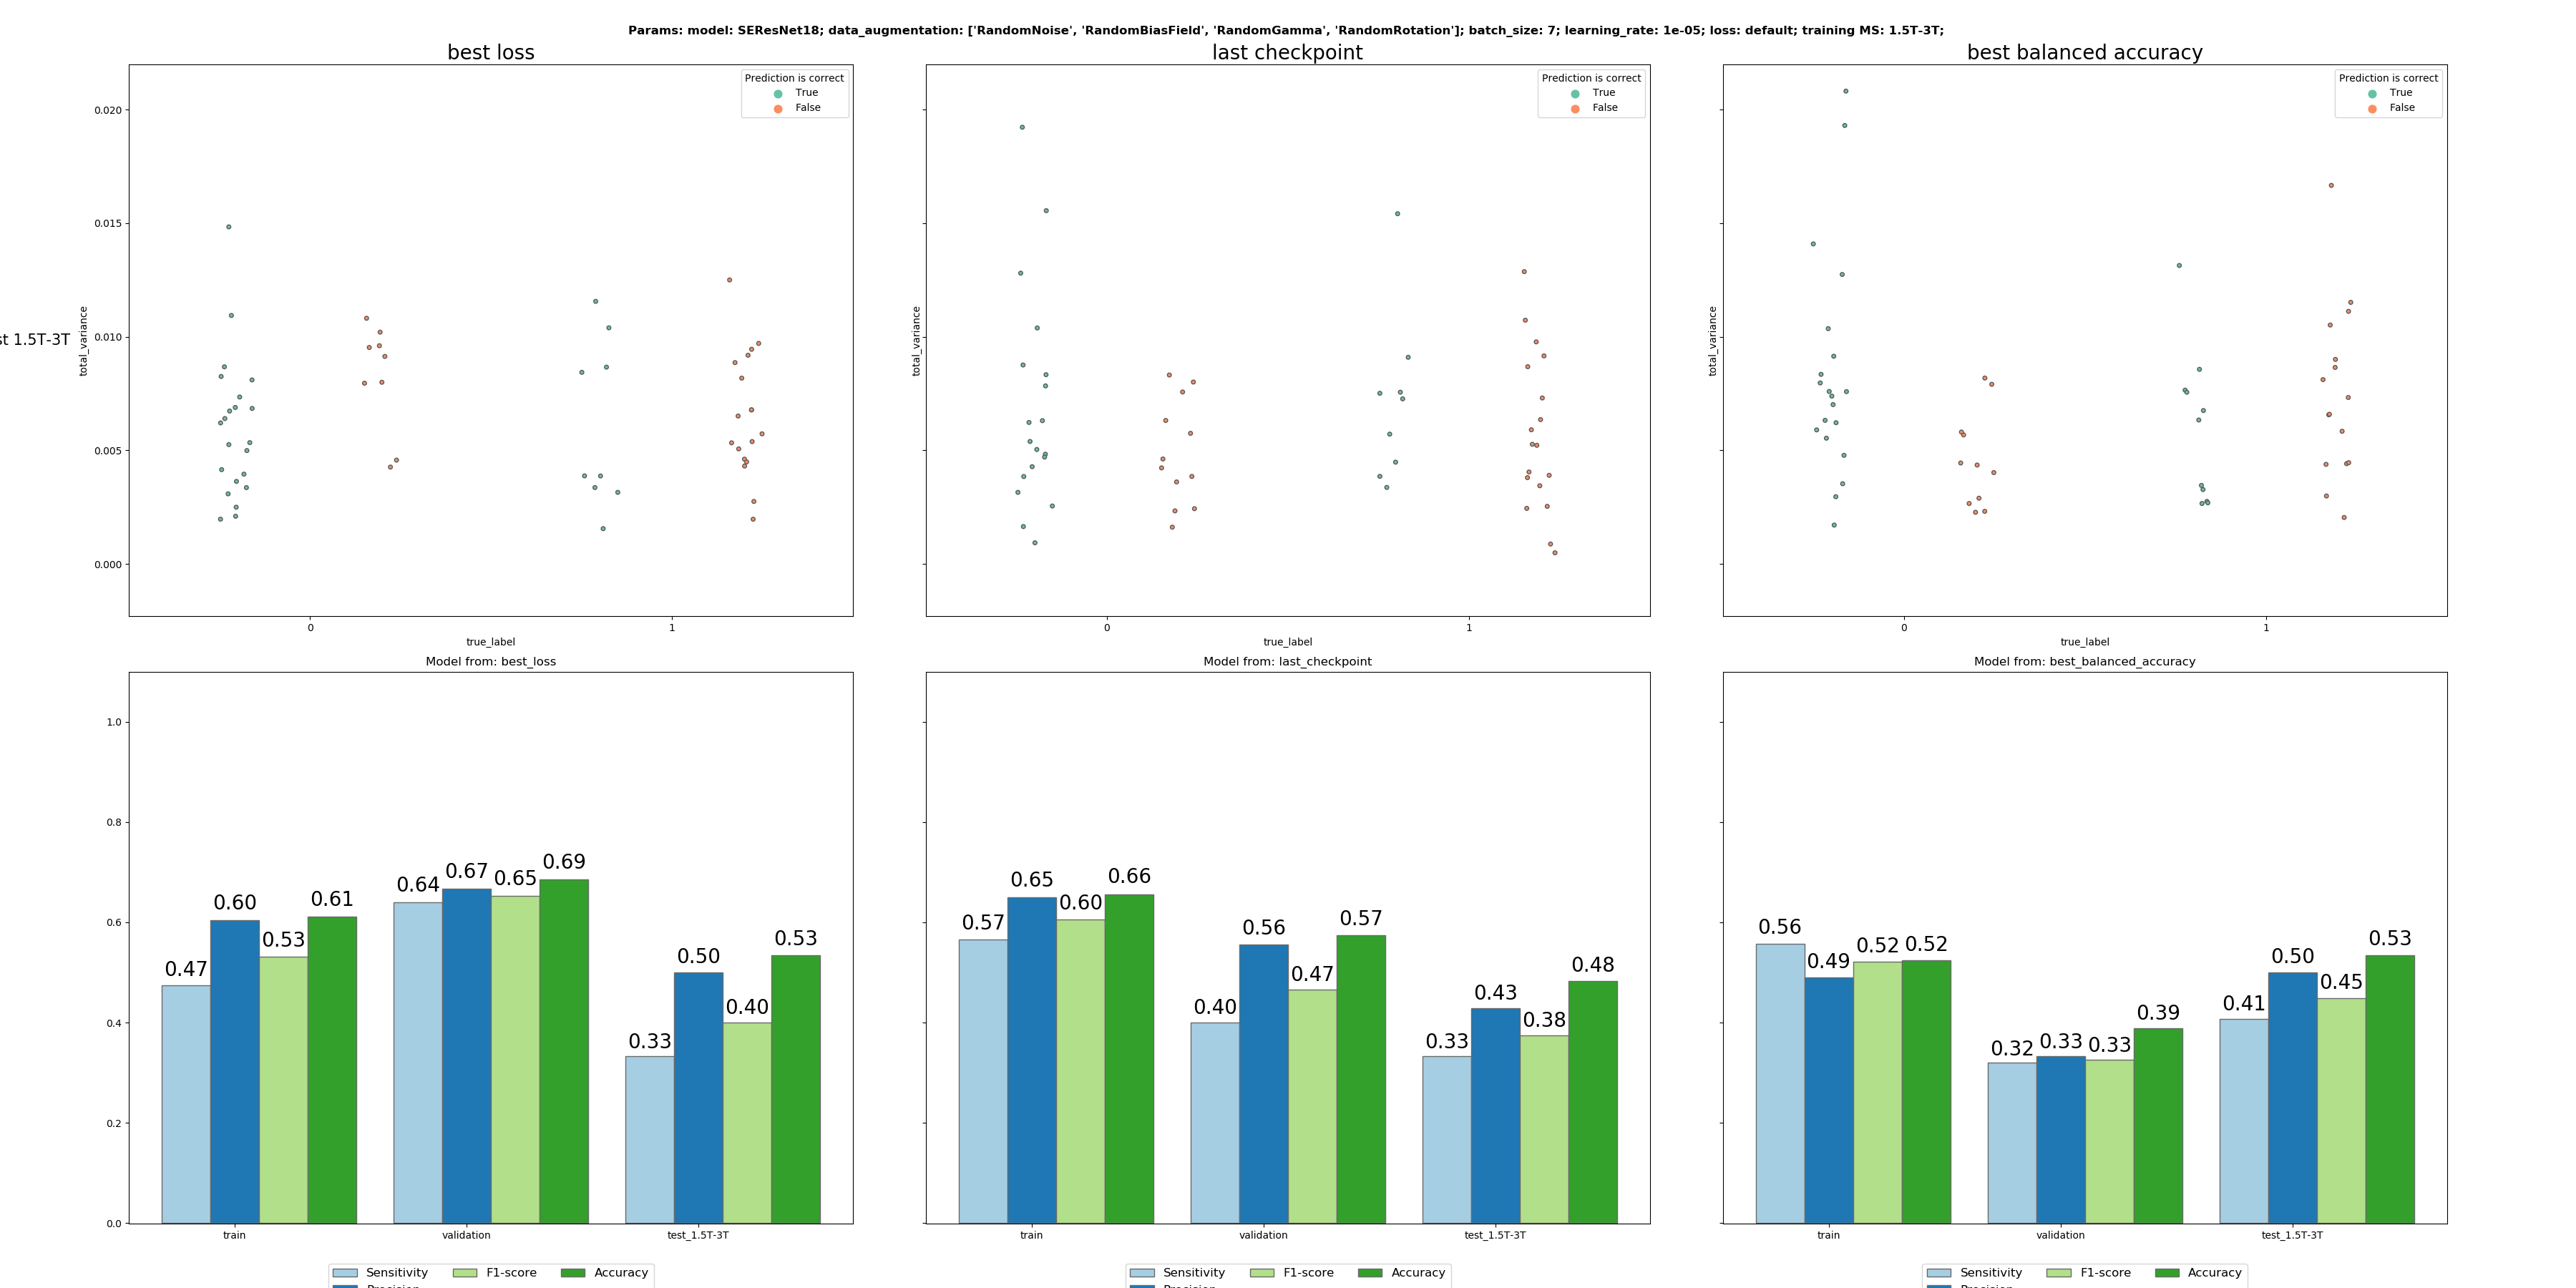 Params: model: SEResNet18; data_augmentation: ['RandomNoise', 'RandomBiasField', 'RandomGamma', 'RandomRotation']; batch_size: 7; learning_rate: 1e-05; loss: default; training MS: 1.5T-3T;
best loss
last checkpoint
best balanced accuracy
Prediction is correct
True
False
Prediction is correct
True
False
Prediction is correct
True
False
0.020
0.015
0.010
0.005
0.000
1.5T-3T
total_variance
total_variance
total_variance
0 1
0 1
0 1
true_label
true_label
true_label
Model from: best_loss
Model from: last_checkpoint
Model from: best_balanced_accuracy
1.0
0.8
0.6
0.4
0.2
0.0
0.47 0.60 0.53 0.61 0.64 0.67 0.65 0.69 0.33 0.50 0.40 0.53
0.57 0.65 0.60 0.66 0.40 0.56 0.47 0.57 0.33 0.43 0.38 0.48
0.56 0.49 0.52 0.52 0.32 0.33 0.33 0.39 0.41 0.50 0.45 0.53
train validation test_1.5T-3T
train validation test_1.5T-3T
train validation test_1.5T-3T
Sensitivity F1-score Accuracy
Sensitivity F1-score Accuracy
Sensitivity F1-score Accuracy